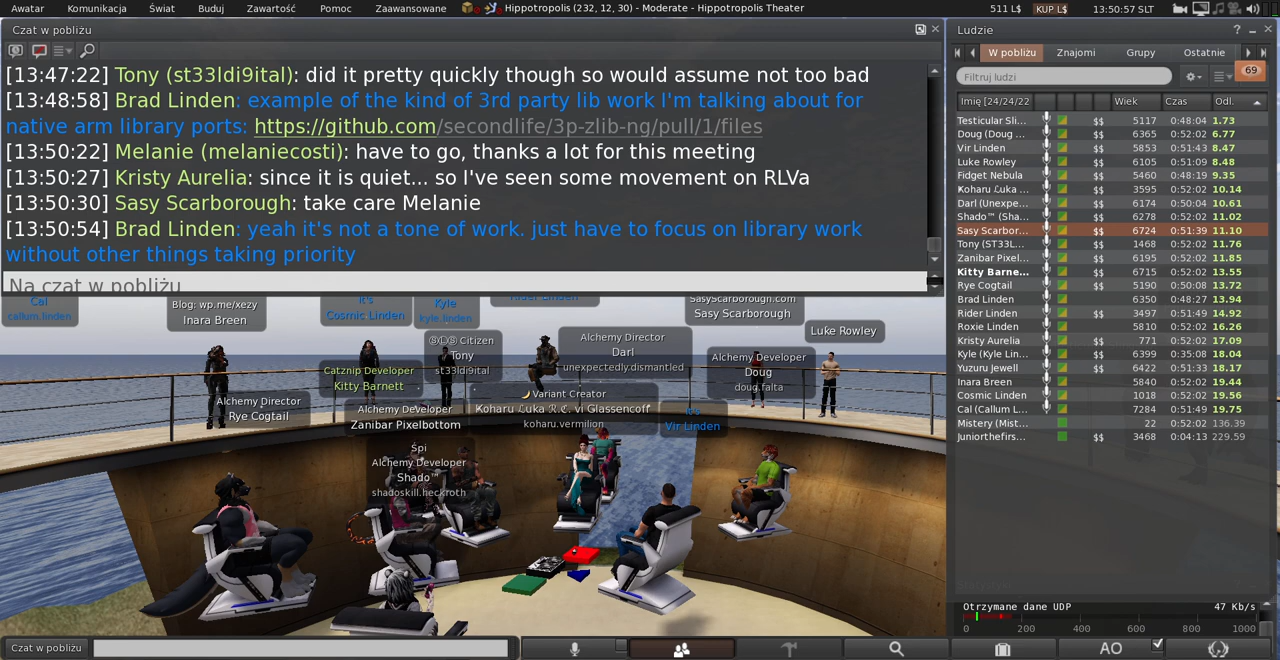 Awatar Komunikacja Świat Buduj Zawartość Pomoc Zaawansowane Hippotropolis (232, 12, 30) - Moderate - Hippotropolis Theater 511 L$ KUP L$ 13:50:57 SLT
Czat w pobliżu
[13:47:22] Tony (st33ldi9ital): did it pretty quickly though so would assume not too bad
[13:48:58] Brad Linden: example of the kind of 3rd party lib work I'm talking about for
native arm library ports: https://github.com/secondlife/3p-zlib-ng/pull/1/files
[13:50:22] Melanie (melaniecosti): have to go, thanks a lot for this meeting
[13:50:27] Kristy Aurelia: since it is quiet... so I've seen some movement on RLVa
[13:50:30] Sasy Scarborough: take care Melanie
[13:50:54] Brad Linden: yeah it's not a tone of work. just have to focus on library work
without other things taking priority
Na czat w pobliżu
Cal
callum.linden
Blog: wp.me/xezy
Inara Breen
It's
Cosmic Linden
Kyle
kyle.linden
Rider Linden
SasyScarborough.com
Sasy Scarborough
Luke Rowley
ⓈⓁⒷ Citizen
Tony
st33ldi9ital
Alchemy Director
Darl
unexpectedly.dismantled
Alchemy Developer
Doug
doug.falta
Catznip Developer
Kitty Barnett
Alchemy Director
Rye Cogtail
Alchemy Developer
Zanibar Pixelbottom
🌙Variant Creator
Koharu ℒuka ℛ.ℂ. vi Glassencoff
koharu.vermilion
It's
Vir Linden
Śpi
Alchemy Developer
Shado™
shadoskill.heckroth
Ludzie
W pobliżu Znajomi Grupy Ostatnie
Filtruj ludzi 69
Imię [24/24/22 Wiek Czas Odl.
Testicular Sli... $$ 5117 0:48:04 1.73
Doug (Doug ... $$ 6365 0:52:02 6.77
Vir Linden $$ 5853 0:51:43 8.47
Luke Rowley $$ 6105 0:51:09 8.48
Fidget Nebula $$ 5460 0:48:19 9.35
Koharu ℒuka ... $$ 3595 0:52:02 10.14
Darl (Unexpe... $$ 6174 0:50:04 10.61
Shado™ (Sha... $$ 6278 0:52:02 11.02
Sasy Scarbor... $$ 6724 0:51:39 11.10
Tony (ST33L... $$ 1468 0:52:02 11.76
Zanibar Pixel... $$ 6195 0:52:02 11.85
Kitty Barne... $$ 6715 0:52:02 13.55
Rye Cogtail $$ 5190 0:50:08 13.72
Brad Linden 6350 0:48:27 13.94
Rider Linden $$ 3497 0:51:49 14.92
Roxie Linden 5810 0:52:02 16.26
Kristy Aurelia $$ 771 0:52:02 17.09
Kyle (Kyle Lin... $$ 6399 0:35:08 18.04
Yuzuru Jewell $$ 6422 0:51:33 18.17
Inara Breen 5840 0:52:02 19.44
Cosmic Linden 1018 0:52:02 19.56
Cal (Callum L... 7284 0:51:49 19.75
Mistery (Mist... 22 0:52:02 136.39
Juniorthefirs... $$ 3468 0:04:13 229.59
Otrzymane dane UDP 47 Kb/s
0 200 400 600 800 1000
Czat w pobliżu AO